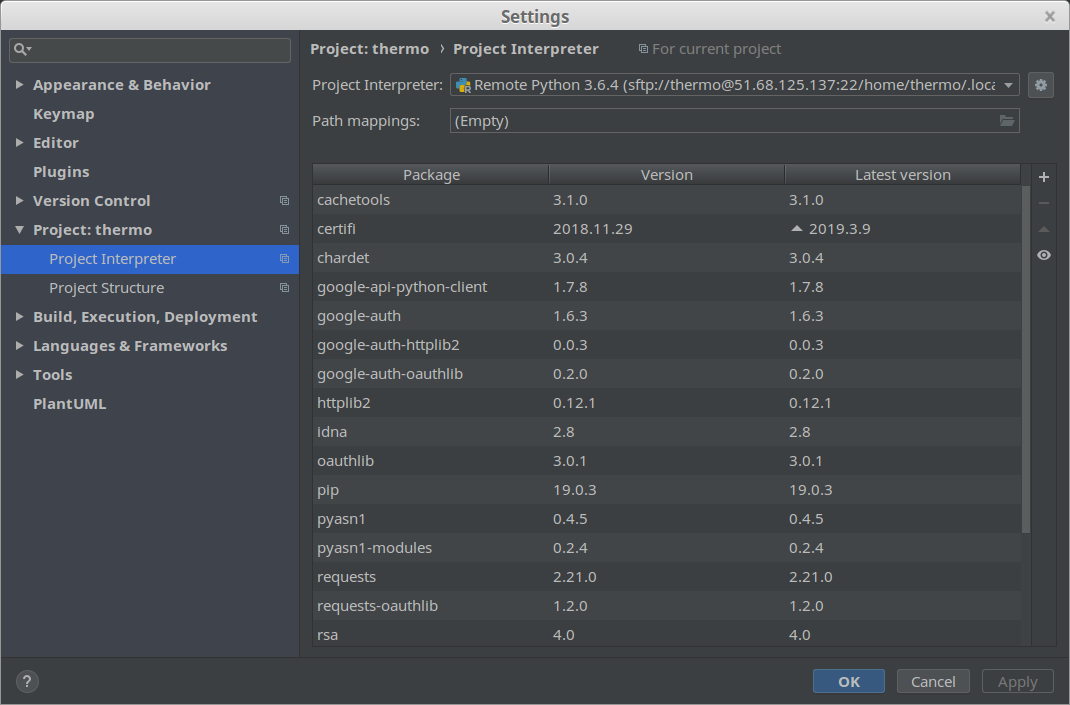 Settings
Project: thermo › Project Interpreter For current project
Project Interpreter: Remote Python 3.6.4 (sftp://thermo@51.68.125.137:22/home/thermo/.loca
Path mappings: (Empty)
Appearance & Behavior
Keymap
Editor
Plugins
Version Control
Project: thermo
Project Interpreter
Project Structure
Build, Execution, Deployment
Languages & Frameworks
Tools
PlantUML
Package Version Latest version
cachetools 3.1.0 3.1.0
certifi 2018.11.29 2019.3.9
chardet 3.0.4 3.0.4
google-api-python-client 1.7.8 1.7.8
google-auth 1.6.3 1.6.3
google-auth-httplib2 0.0.3 0.0.3
google-auth-oauthlib 0.2.0 0.2.0
httplib2 0.12.1 0.12.1
idna 2.8 2.8
oauthlib 3.0.1 3.0.1
pip 19.0.3 19.0.3
pyasn1 0.4.5 0.4.5
pyasn1-modules 0.2.4 0.2.4
requests 2.21.0 2.21.0
requests-oauthlib 1.2.0 1.2.0
rsa 4.0 4.0
? OK Cancel Apply